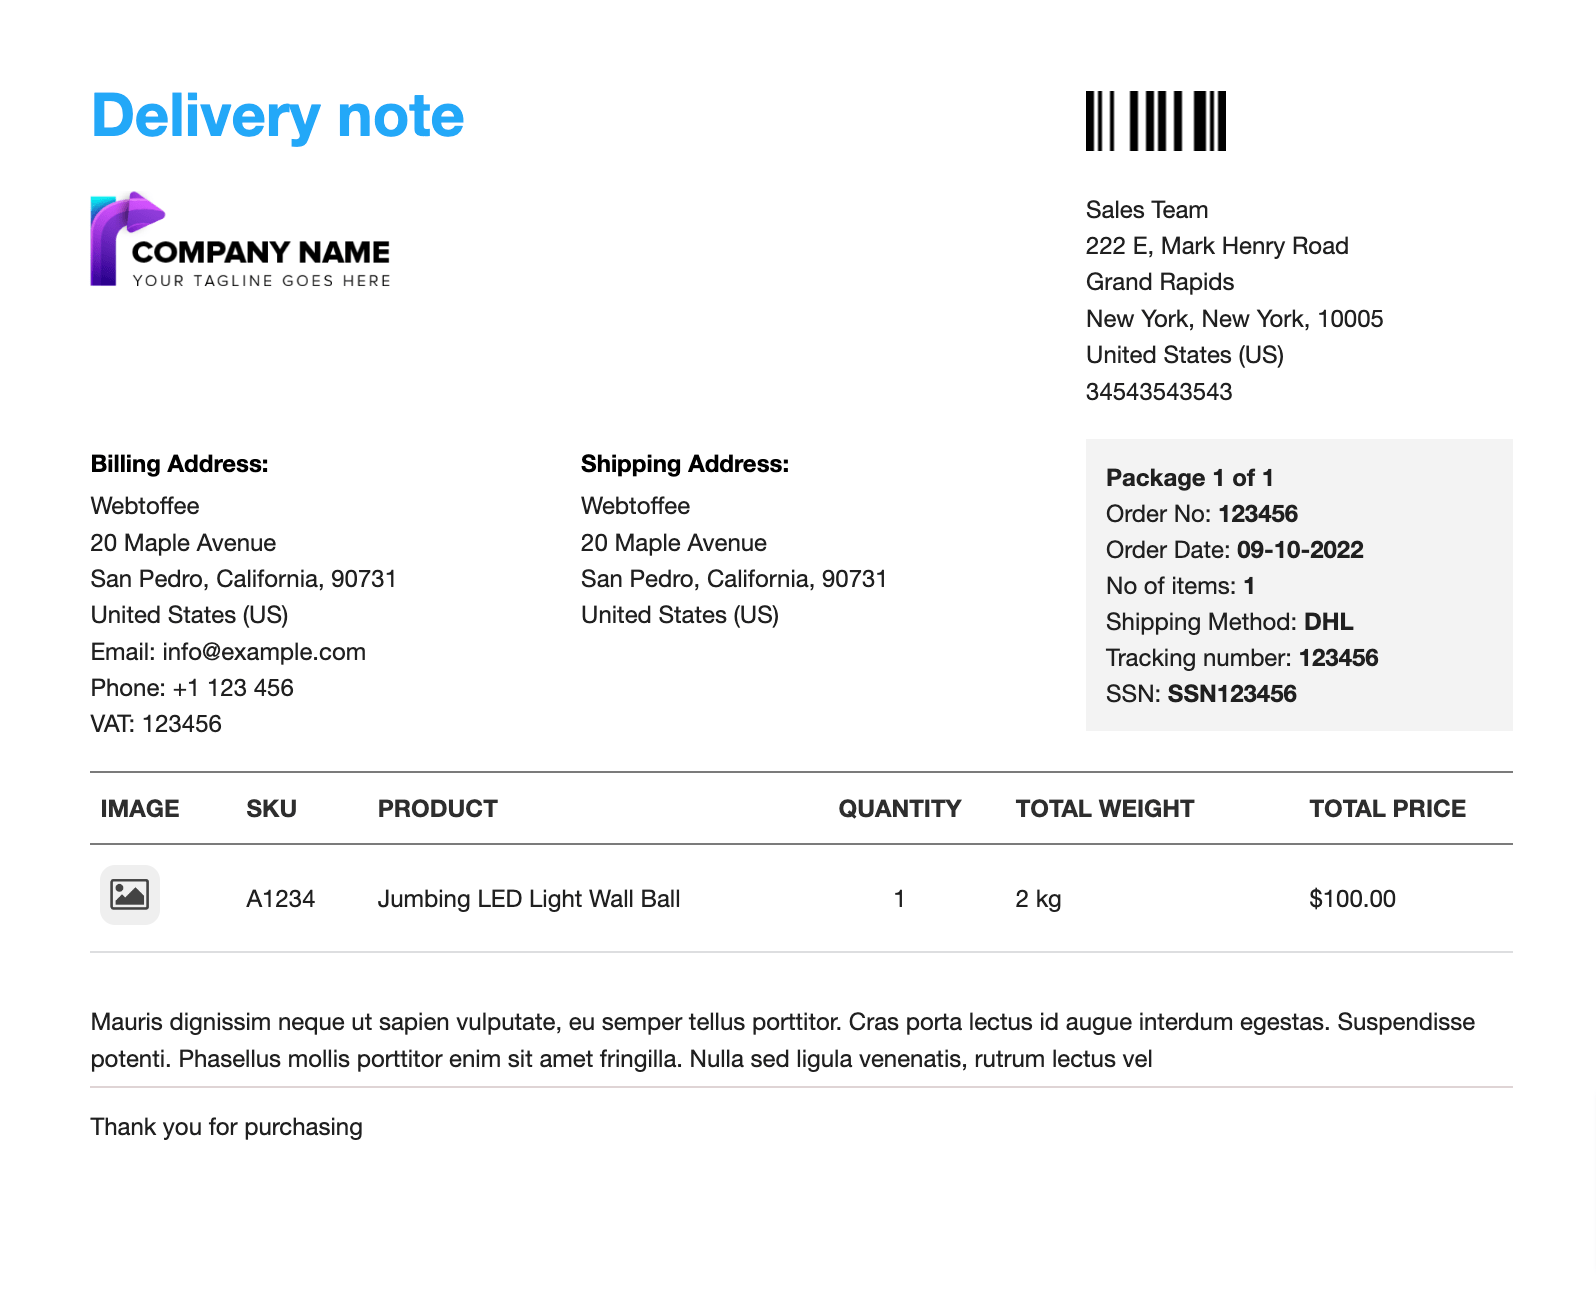 Delivery note
COMPANY NAME
YOUR TAGLINE GOES HERE
Sales Team
222 E, Mark Henry Road
Grand Rapids
New York, New York, 10005
United States (US)
34543543543
Billing Address:
Webtoffee
20 Maple Avenue
San Pedro, California, 90731
United States (US)
Email: info@example.com
Phone: +1 123 456
VAT: 123456
Shipping Address:
Webtoffee
20 Maple Avenue
San Pedro, California, 90731
United States (US)
Package 1 of 1
Order No: 123456
Order Date: 09-10-2022
No of items: 1
Shipping Method: DHL
Tracking number: 123456
SSN: SSN123456
IMAGE SKU PRODUCT QUANTITY TOTAL WEIGHT TOTAL PRICE
A1234 Jumbing LED Light Wall Ball 1 2 kg $100.00
Mauris dignissim neque ut sapien vulputate, eu semper tellus porttitor. Cras porta lectus id augue interdum egestas. Suspendisse
potenti. Phasellus mollis porttitor enim sit amet fringilla. Nulla sed ligula venenatis, rutrum lectus vel
Thank you for purchasing